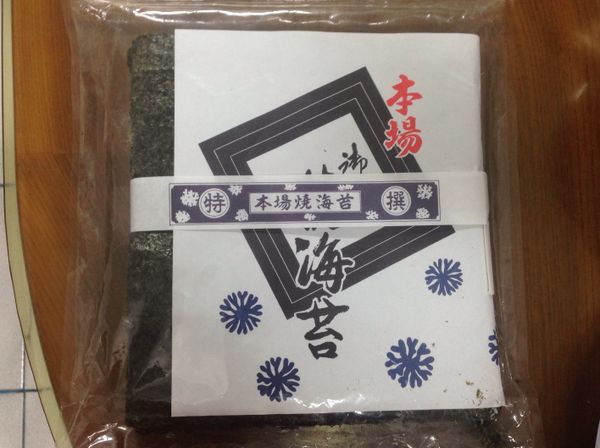 本場
御
海苔
特 本場焼海苔 撰